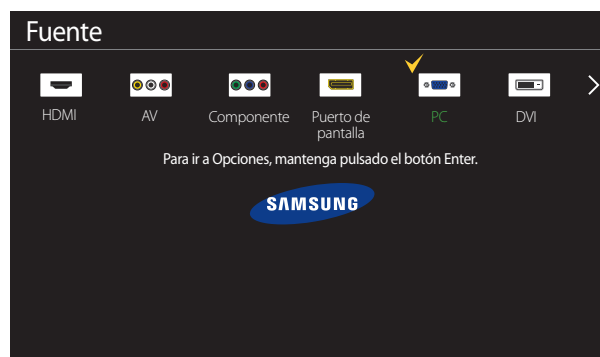 Fuente
HDMI
AV
Componente
Puerto de
pantalla
PC
DVI
Para ir a Opciones, mantenga pulsado el botón Enter.
SAMSUNG